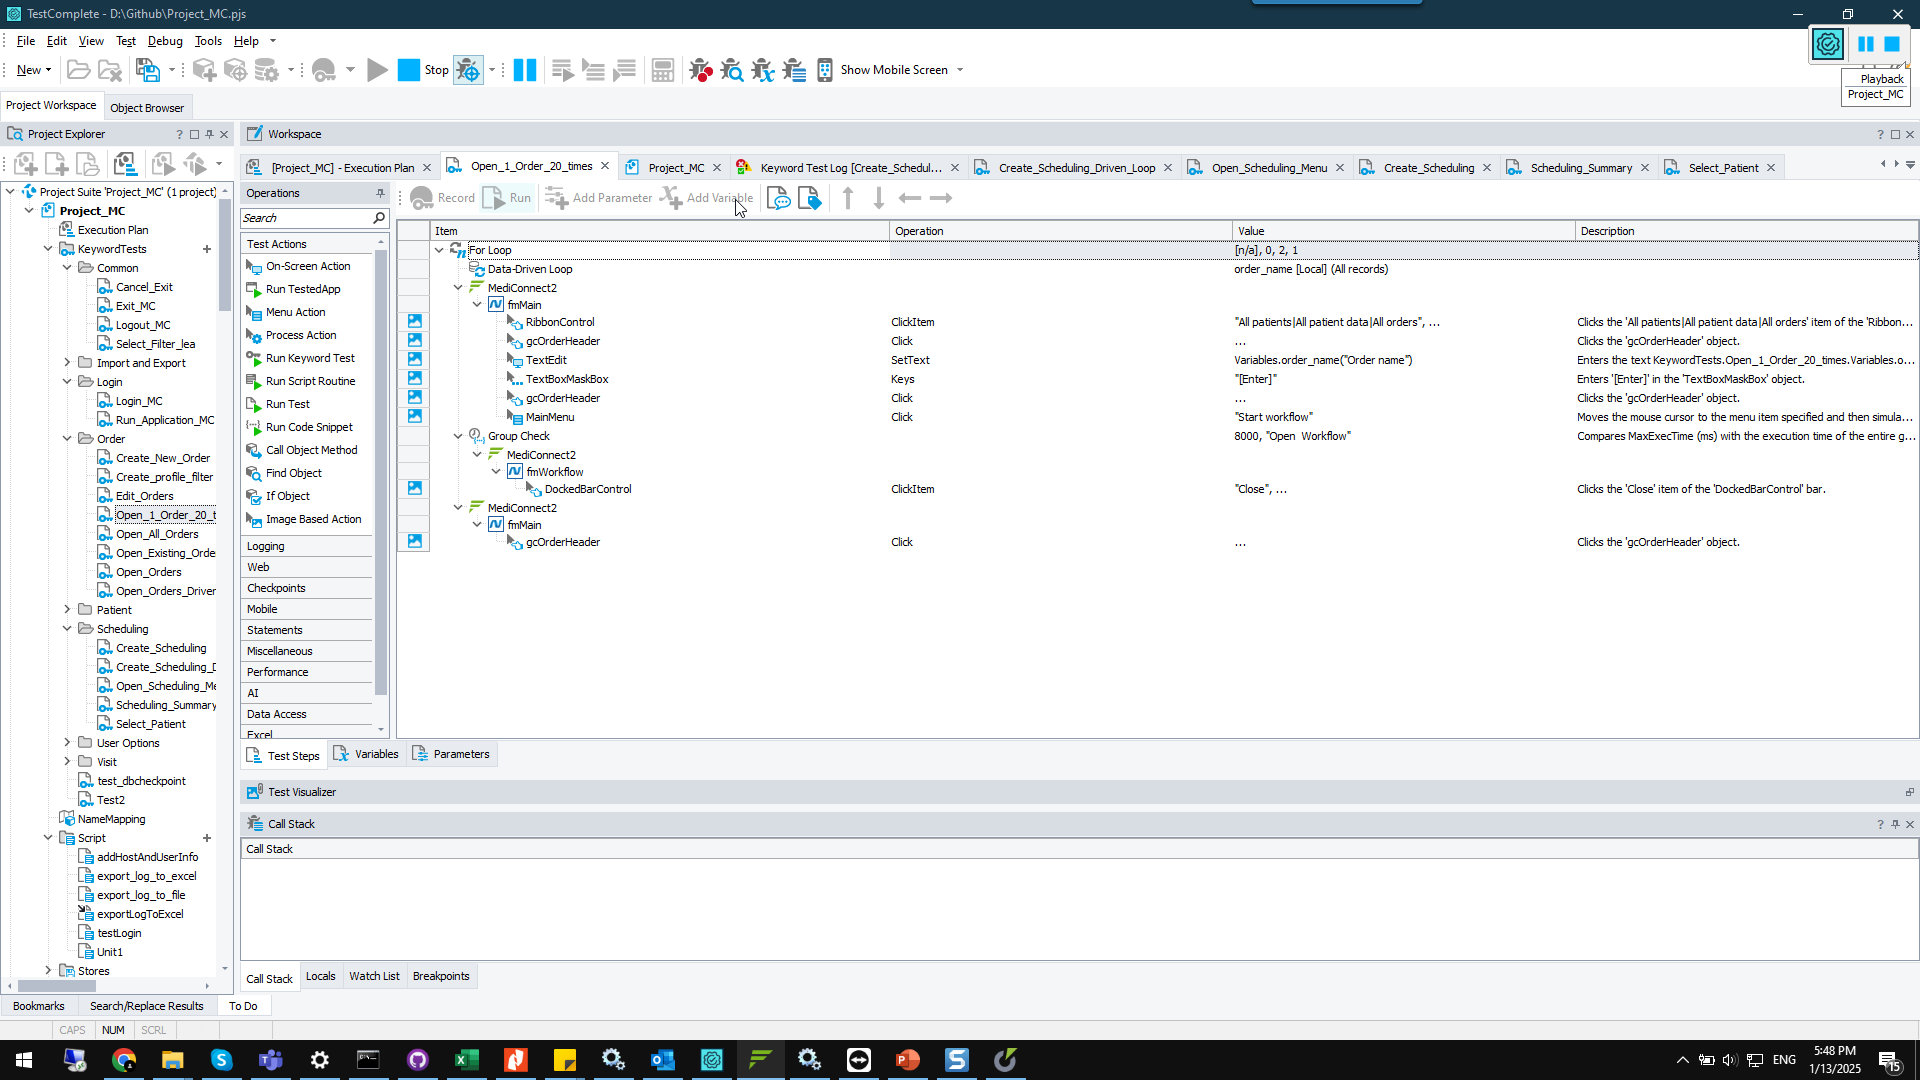 TestComplete - D:\Github\Project_MC.pjs
File Edit View Test Debug Tools Help
New Stop Show Mobile Screen
Playback
Project_MC
Project Workspace Object Browser
Project Explorer ?
Workspace ?
[Project_MC] - Execution Plan Open_1_Order_20_times Project_MC Keyword Test Log [Create_Schedul... Create_Scheduling_Driven_Loop Open_Scheduling_Menu Create_Scheduling Scheduling_Summary Select_Patient
Project Suite 'Project_MC' (1 project)
Project_MC
Execution Plan
KeywordTests
Common
Cancel_Exit
Exit_MC
Logout_MC
Select_Filter_lea
Import and Export
Login
Login_MC
Run_Application_MC
Order
Create_New_Order
Create_profile_filter
Edit_Orders
Open_1_Order_20_t
Open_All_Orders
Open_Existing_Orde
Open_Orders
Open_Orders_Driver
Patient
Scheduling
Create_Scheduling
Create_Scheduling_D
Open_Scheduling_Me
Scheduling_Summary
Select_Patient
User Options
Visit
test_dbcheckpoint
Test2
NameMapping
Script
addHostAndUserInfo
export_log_to_excel
export_log_to_file
exportLogToExcel
testLogin
Unit1
Stores
Operations
Search
Test Actions
On-Screen Action
Run TestedApp
Menu Action
Process Action
Run Keyword Test
Run Script Routine
Run Test
Run Code Snippet
Call Object Method
Find Object
If Object
Image Based Action
Logging
Web
Checkpoints
Mobile
Statements
Miscellaneous
Performance
AI
Data Access
Excel
Record Run Add Parameter Add Variable
Item Operation Value Description
For Loop [n/a], 0, 2, 1
Data-Driven Loop order_name [Local] (All records)
MediConnect2
fmMain
RibbonControl ClickItem "All patients|All patient data|All orders", ... Clicks the 'All patients|All patient data|All orders' item of the 'Ribbon...
gcOrderHeader Click ... Clicks the 'gcOrderHeader' object.
TextEdit SetText Variables.order_name("Order name") Enters the text KeywordTests.Open_1_Order_20_times.Variables.o...
TextBoxMaskBox Keys "[Enter]" Enters '[Enter]' in the 'TextBoxMaskBox' object.
gcOrderHeader Click ... Clicks the 'gcOrderHeader' object.
MainMenu Click "Start workflow" Moves the mouse cursor to the menu item specified and then simula...
Group Check 8000, "Open  Workflow" Compares MaxExecTime (ms) with the execution time of the entire g...
MediConnect2
fmWorkflow
DockedBarControl ClickItem "Close", ... Clicks the 'Close' item of the 'DockedBarControl' bar.
MediConnect2
fmMain
gcOrderHeader Click ... Clicks the 'gcOrderHeader' object.
Test Steps Variables Parameters
Test Visualizer
Call Stack ?
Call Stack
Call Stack Locals Watch List Breakpoints
Bookmarks Search/Replace Results To Do
CAPS NUM SCRL
ENG
5:48 PM
1/13/2025
15